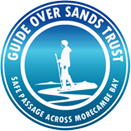 GUIDE OVER SANDS TRUST
SAFE PASSAGE ACROSS MORECAMBE BAY